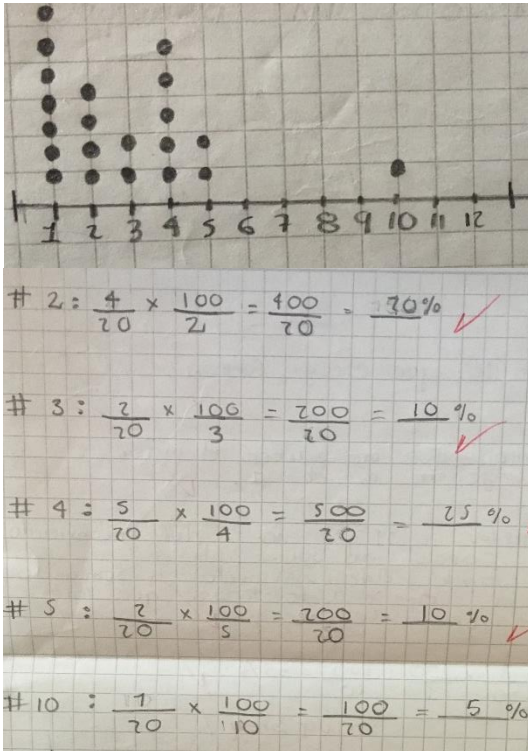 1 2 3 4 5 6 7 8 9 10 11 12
# 2 : 4/20 × 100/2 = 400/20 = 20%
# 3 : 2/20 × 100/3 = 200/20 = 10%
# 4 : 5/20 × 100/4 = 500/20 = 25%
# 5 : 2/20 × 100/5 = 200/20 = 10%
# 10 : 1/20 × 100/10 = 100/20 = 5%